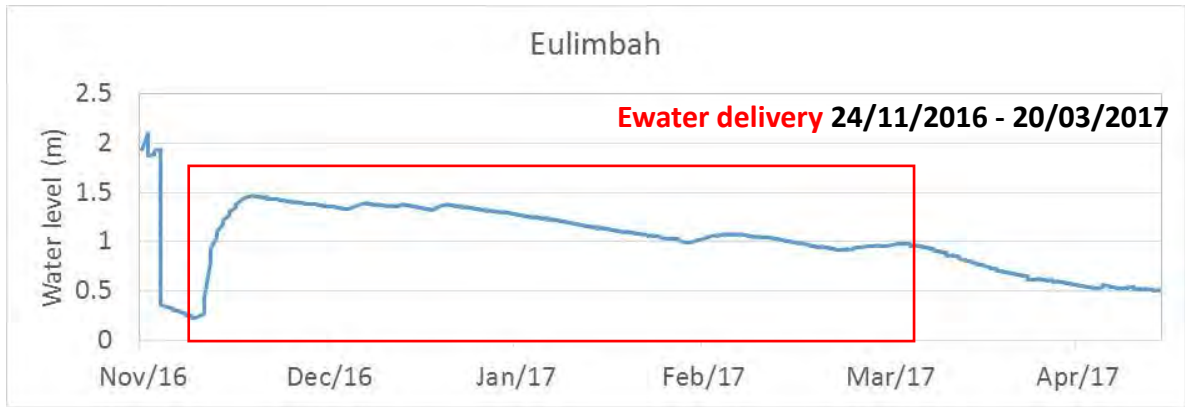 Eulimbah
Ewater delivery 24/11/2016 - 20/03/2017
Water level (m)
2.5
2
1.5
1
0.5
0
Nov/16 Dec/16 Jan/17 Feb/17 Mar/17 Apr/17